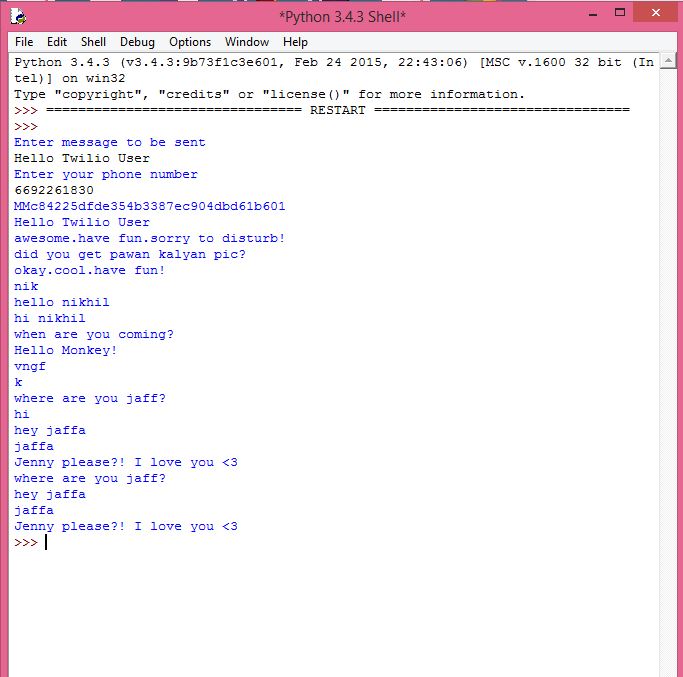 *Python 3.4.3 Shell*
File Edit Shell Debug Options Window Help
Python 3.4.3 (v3.4.3:9b73f1c3e601, Feb 24 2015, 22:43:06) [MSC v.1600 32 bit (In
tel)] on win32
Type "copyright", "credits" or "license()" for more information.
>>> ================================ RESTART ================================
>>>
Enter message to be sent
Hello Twilio User
Enter your phone number
6692261830
MMc84225dfde354b3387ec904dbd61b601
Hello Twilio User
awesome.have fun.sorry to disturb!
did you get pawan kalyan pic?
okay.cool.have fun!
nik
hello nikhil
hi nikhil
when are you coming?
Hello Monkey!
vngf
k
where are you jaff?
hi
hey jaffa
jaffa
Jenny please?! I love you <3
where are you jaff?
hey jaffa
jaffa
Jenny please?! I love you <3
>>>